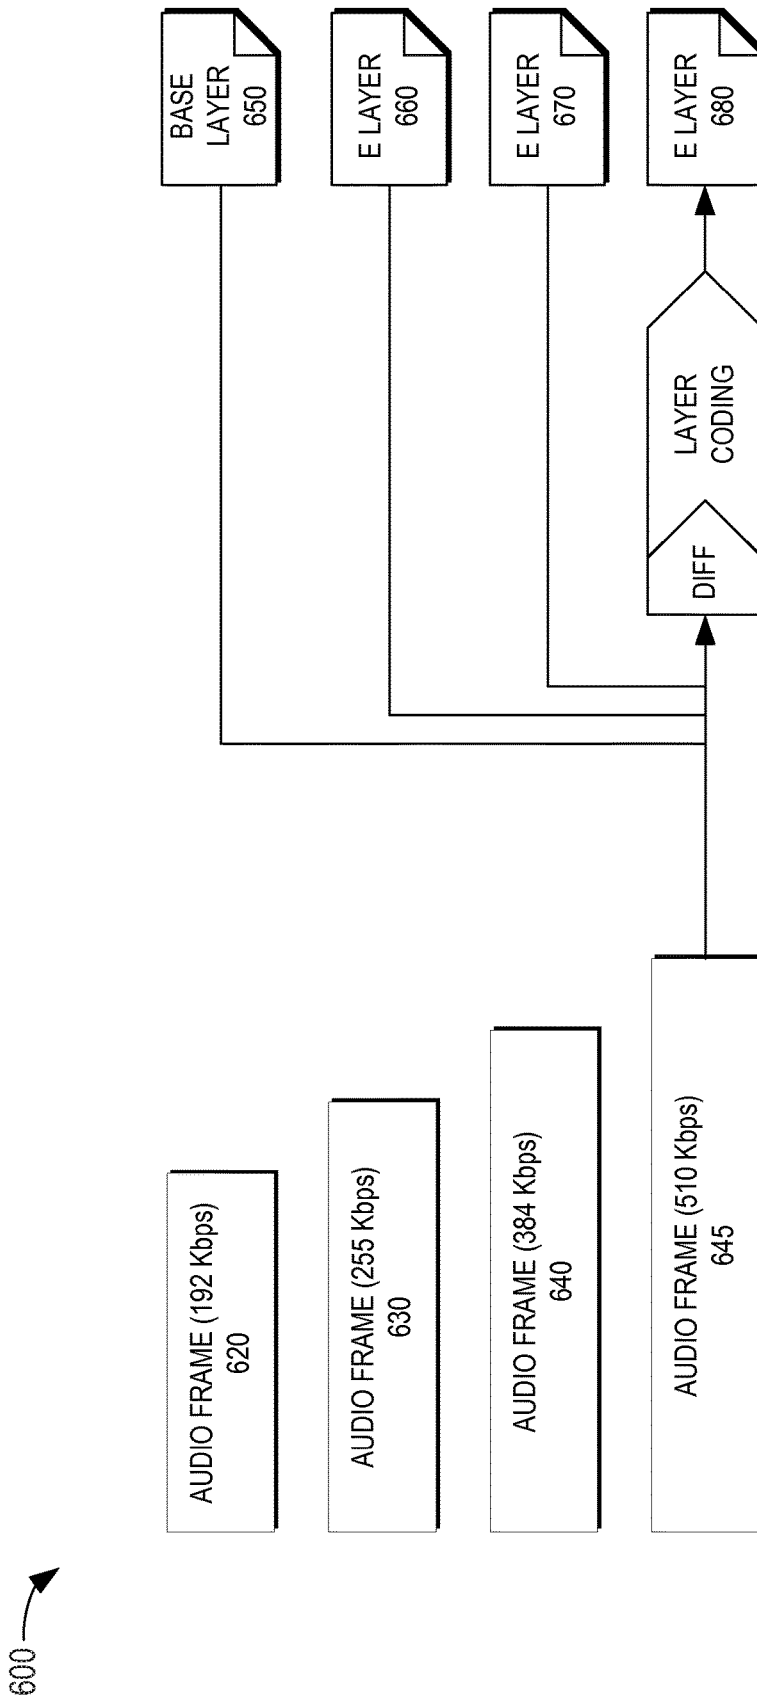 600
AUDIO FRAME (192 Kbps)
620
BASE
LAYER
650
AUDIO FRAME (255 Kbps)
630
E LAYER
660
AUDIO FRAME (384 Kbps)
640
E LAYER
670
AUDIO FRAME (510 Kbps)
645
DIFF
LAYER
CODING
E LAYER
680